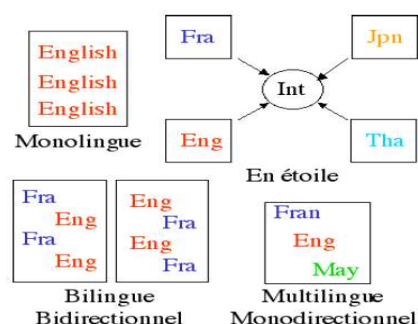 English
English
English
Monolingue
Fra
Jpn
Int
Eng
Tha
En étoile
Fra
Eng
Fra
Eng
Eng
Fra
Eng
Fra
Bilingue
Bidirectionnel
Fran
Eng
May
Multilingue
Monodirectionnel